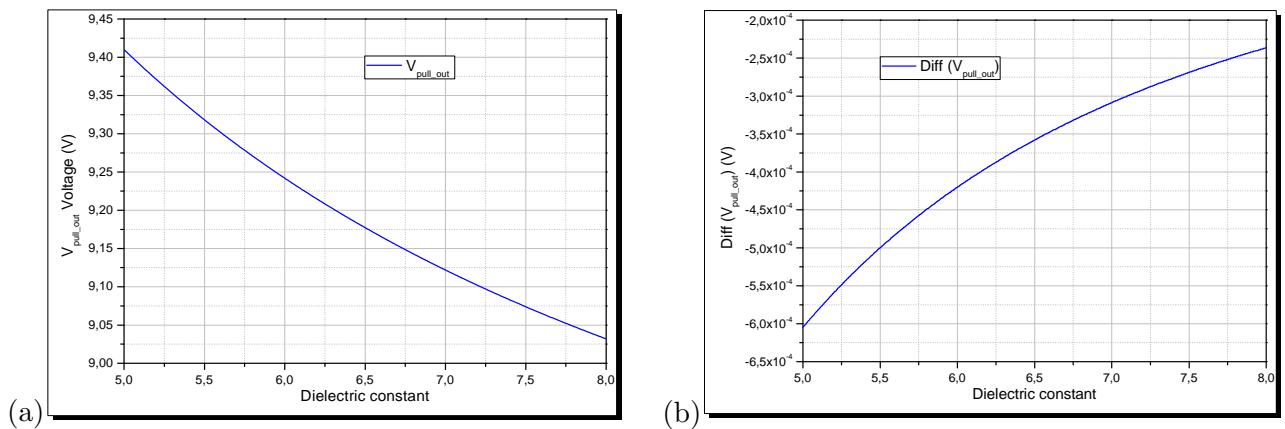 9,45
9,40
9,35
9,30
9,25
9,20
9,15
9,10
9,05
9,00
V_pull_out Voltage (V)
V_pull_out
5,0 5,5 6,0 6,5 7,0 7,5 8,0
Dielectric constant
(a)
-2,0x10⁻⁴
-2,5x10⁻⁴
-3,0x10⁻⁴
-3,5x10⁻⁴
-4,0x10⁻⁴
-4,5x10⁻⁴
-5,0x10⁻⁴
-5,5x10⁻⁴
-6,0x10⁻⁴
-6,5x10⁻⁴
Diff (V_pull_out) (V)
Diff (V_pull_out)
5,0 5,5 6,0 6,5 7,0 7,5 8,0
Dielectric constant
(b)